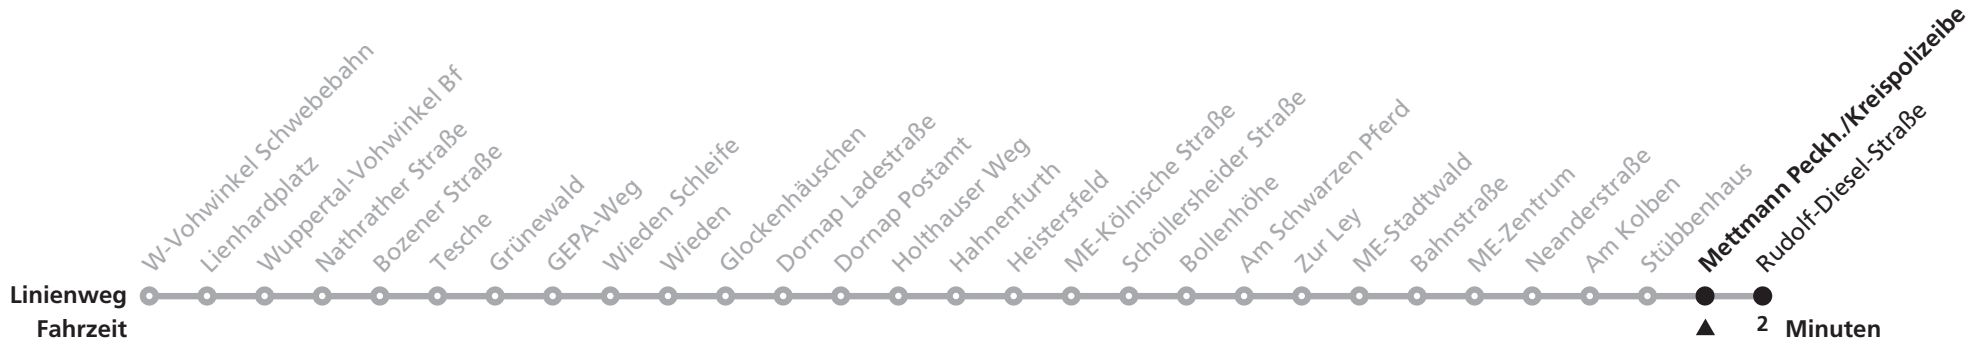 W-Vohwinkel Schwebebahn
Lienhardplatz
Wuppertal-Vohwinkel Bf
Nathrather Straße
Bozener Straße
Tesche
Grünewald
GEPA-Weg
Wieden Schleife
Wieden
Glockenhäuschen
Dornap Ladestraße
Dornap Postamt
Holthauser Weg
Hahnenfurth
Heistersfeld
ME-Kölnische Straße
Schöllersheider Straße
Bollenhöhe
Am Schwarzen Pferd
Zur Ley
ME-Stadtwald
Bahnstraße
ME-Zentrum
Neanderstraße
Am Kolben
Stübbenhaus
Mettmann Peckh./Kreispolizeibe
Rudolf-Diesel-Straße
Linienweg
Fahrzeit 2 Minuten